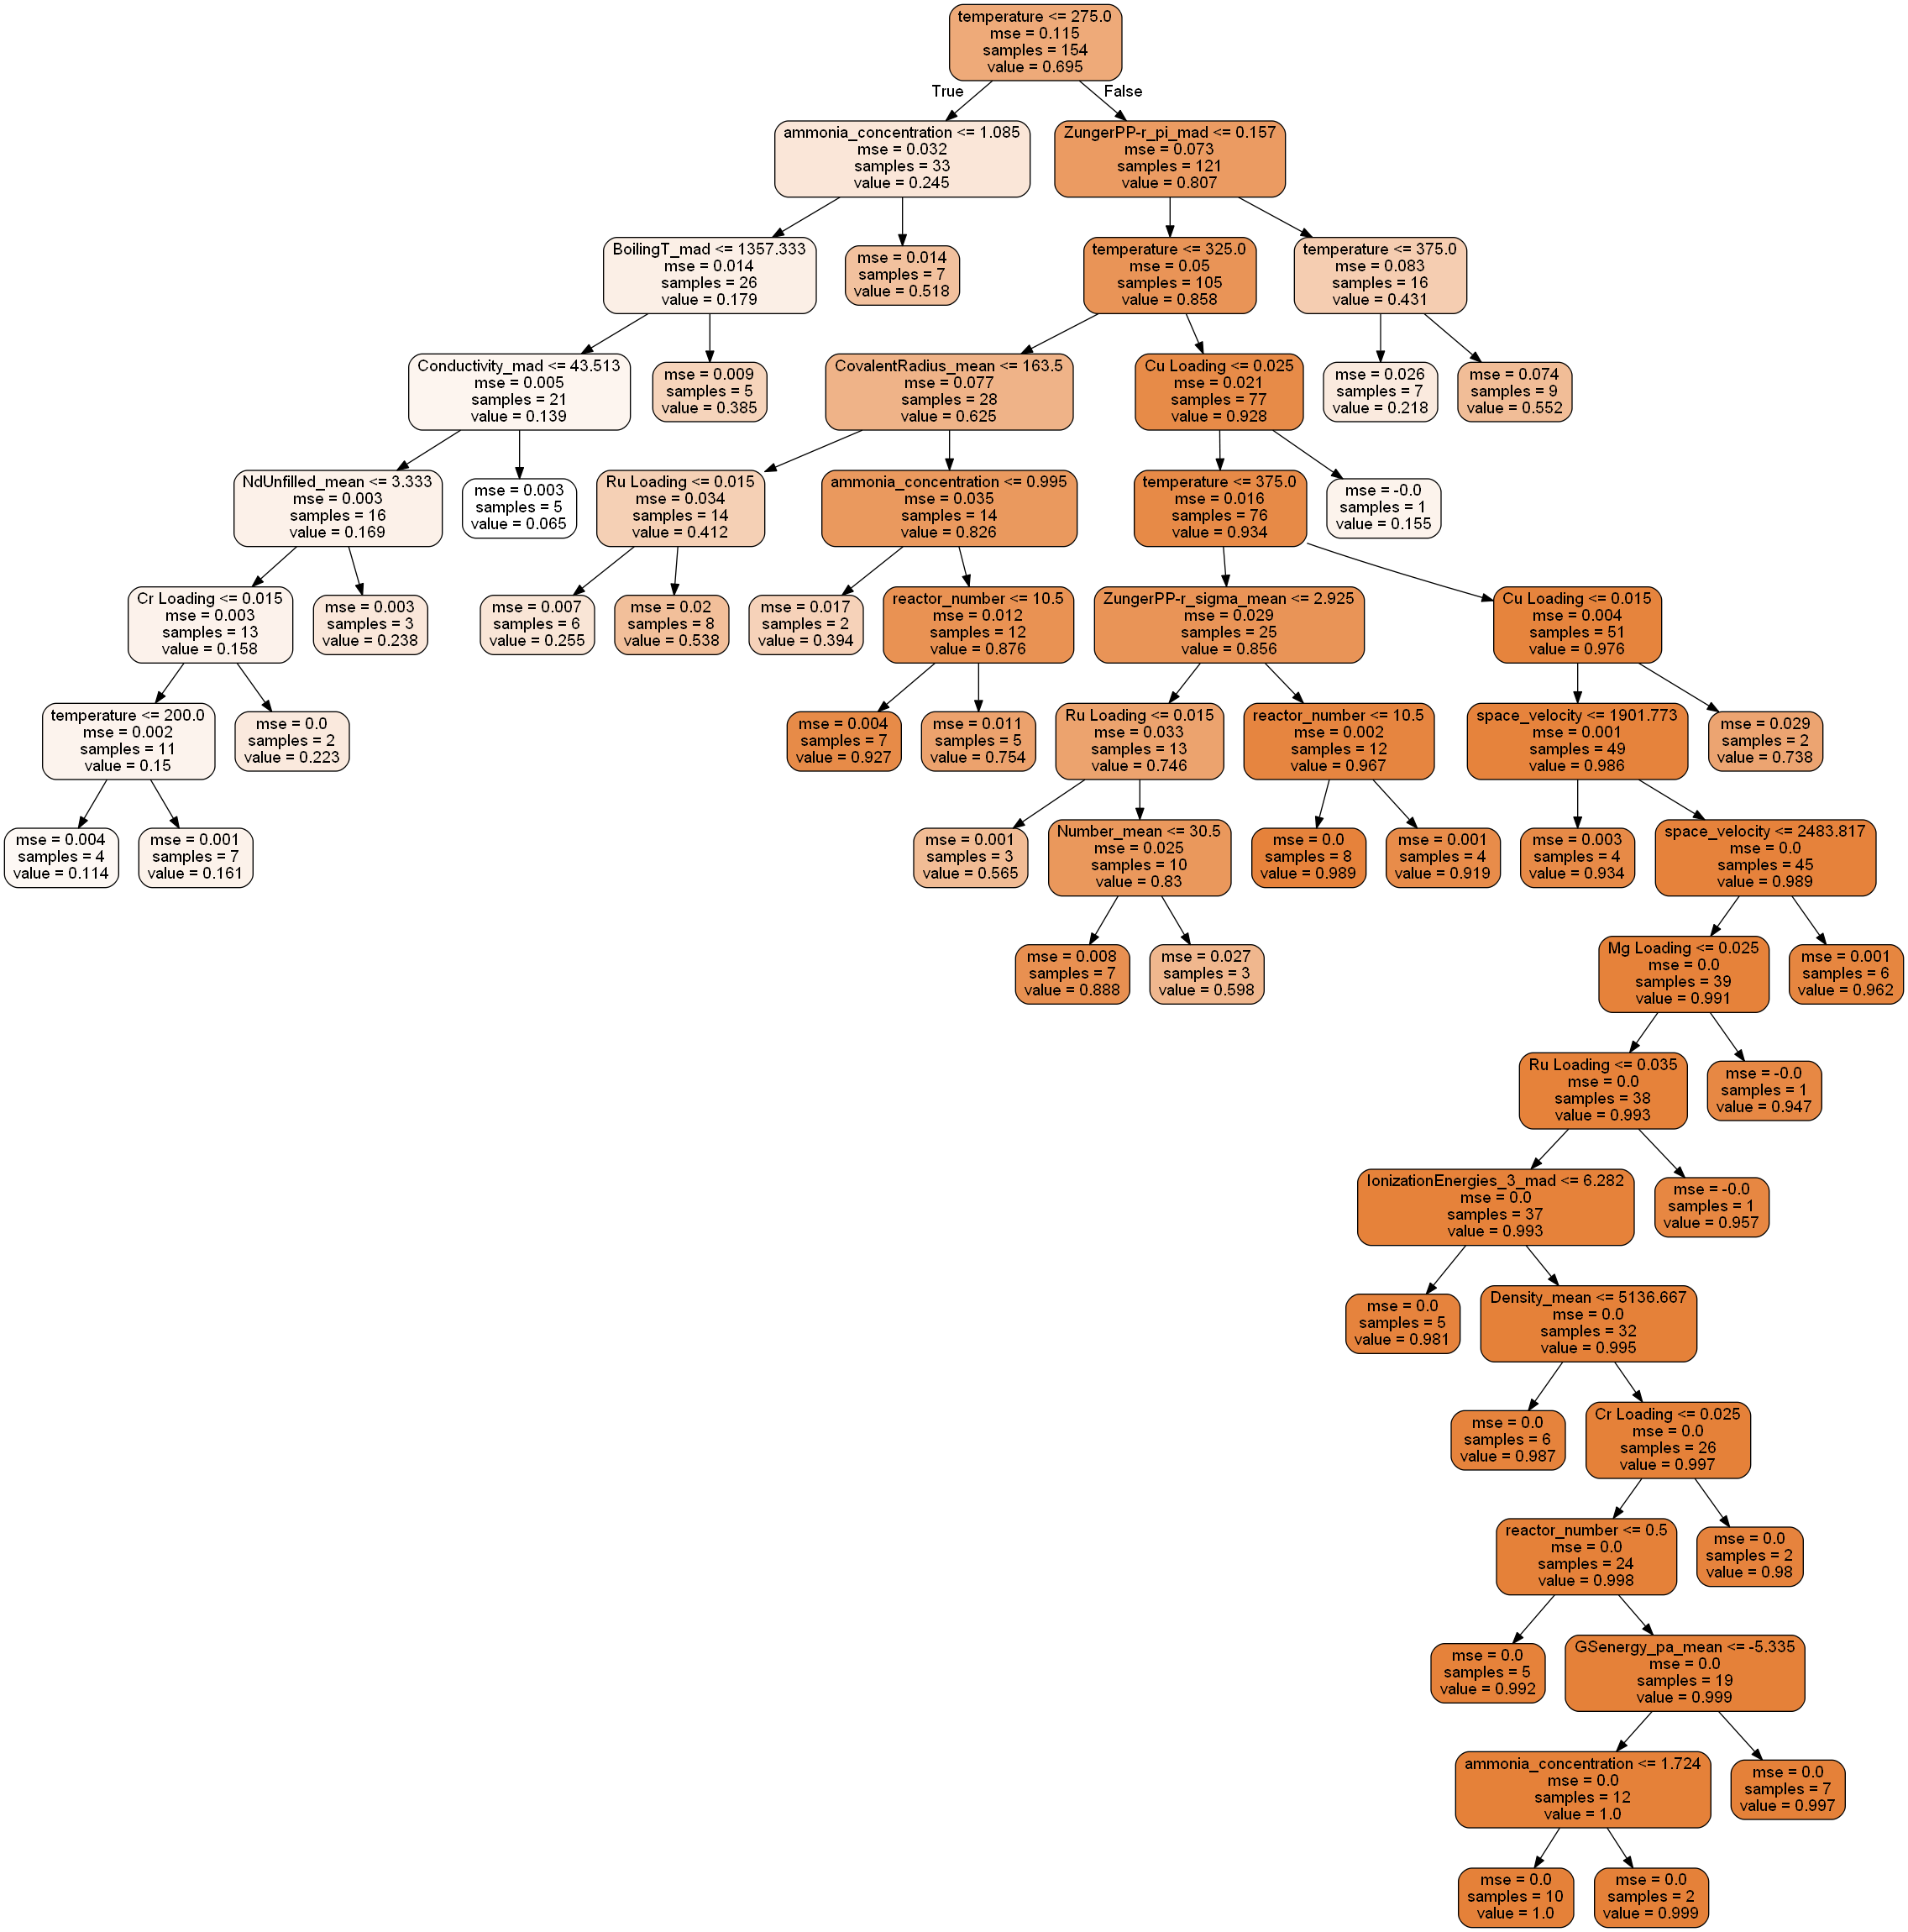 temperature <= 275.0
mse = 0.115
samples = 154
value = 0.695
True
False
ammonia_concentration <= 1.085
mse = 0.032
samples = 33
value = 0.245
ZungerPP-r_pi_mad <= 0.157
mse = 0.073
samples = 121
value = 0.807
BoilingT_mad <= 1357.333
mse = 0.014
samples = 26
value = 0.179
mse = 0.014
samples = 7
value = 0.518
temperature <= 325.0
mse = 0.05
samples = 105
value = 0.858
temperature <= 375.0
mse = 0.083
samples = 16
value = 0.431
Conductivity_mad <= 43.513
mse = 0.005
samples = 21
value = 0.139
mse = 0.009
samples = 5
value = 0.385
CovalentRadius_mean <= 163.5
mse = 0.077
samples = 28
value = 0.625
Cu Loading <= 0.025
mse = 0.021
samples = 77
value = 0.928
mse = 0.026
samples = 7
value = 0.218
mse = 0.074
samples = 9
value = 0.552
NdUnfilled_mean <= 3.333
mse = 0.003
samples = 16
value = 0.169
mse = 0.003
samples = 5
value = 0.065
Ru Loading <= 0.015
mse = 0.034
samples = 14
value = 0.412
ammonia_concentration <= 0.995
mse = 0.035
samples = 14
value = 0.826
temperature <= 375.0
mse = 0.016
samples = 76
value = 0.934
mse = -0.0
samples = 1
value = 0.155
Cr Loading <= 0.015
mse = 0.003
samples = 13
value = 0.158
mse = 0.003
samples = 3
value = 0.238
mse = 0.007
samples = 6
value = 0.255
mse = 0.02
samples = 8
value = 0.538
mse = 0.017
samples = 2
value = 0.394
reactor_number <= 10.5
mse = 0.012
samples = 12
value = 0.876
ZungerPP-r_sigma_mean <= 2.925
mse = 0.029
samples = 25
value = 0.856
Cu Loading <= 0.015
mse = 0.004
samples = 51
value = 0.976
temperature <= 200.0
mse = 0.002
samples = 11
value = 0.15
mse = 0.0
samples = 2
value = 0.223
mse = 0.004
samples = 7
value = 0.927
mse = 0.011
samples = 5
value = 0.754
Ru Loading <= 0.015
mse = 0.033
samples = 13
value = 0.746
reactor_number <= 10.5
mse = 0.002
samples = 12
value = 0.967
space_velocity <= 1901.773
mse = 0.001
samples = 49
value = 0.986
mse = 0.029
samples = 2
value = 0.738
mse = 0.004
samples = 4
value = 0.114
mse = 0.001
samples = 7
value = 0.161
mse = 0.001
samples = 3
value = 0.565
Number_mean <= 30.5
mse = 0.025
samples = 10
value = 0.83
mse = 0.0
samples = 8
value = 0.989
mse = 0.001
samples = 4
value = 0.919
mse = 0.003
samples = 4
value = 0.934
space_velocity <= 2483.817
mse = 0.0
samples = 45
value = 0.989
mse = 0.008
samples = 7
value = 0.888
mse = 0.027
samples = 3
value = 0.598
Mg Loading <= 0.025
mse = 0.0
samples = 39
value = 0.991
mse = 0.001
samples = 6
value = 0.962
Ru Loading <= 0.035
mse = 0.0
samples = 38
value = 0.993
mse = -0.0
samples = 1
value = 0.947
IonizationEnergies_3_mad <= 6.282
mse = 0.0
samples = 37
value = 0.993
mse = -0.0
samples = 1
value = 0.957
mse = 0.0
samples = 5
value = 0.981
Density_mean <= 5136.667
mse = 0.0
samples = 32
value = 0.995
mse = 0.0
samples = 6
value = 0.987
Cr Loading <= 0.025
mse = 0.0
samples = 26
value = 0.997
reactor_number <= 0.5
mse = 0.0
samples = 24
value = 0.998
mse = 0.0
samples = 2
value = 0.98
mse = 0.0
samples = 5
value = 0.992
GSenergy_pa_mean <= -5.335
mse = 0.0
samples = 19
value = 0.999
ammonia_concentration <= 1.724
mse = 0.0
samples = 12
value = 1.0
mse = 0.0
samples = 7
value = 0.997
mse = 0.0
samples = 10
value = 1.0
mse = 0.0
samples = 2
value = 0.999